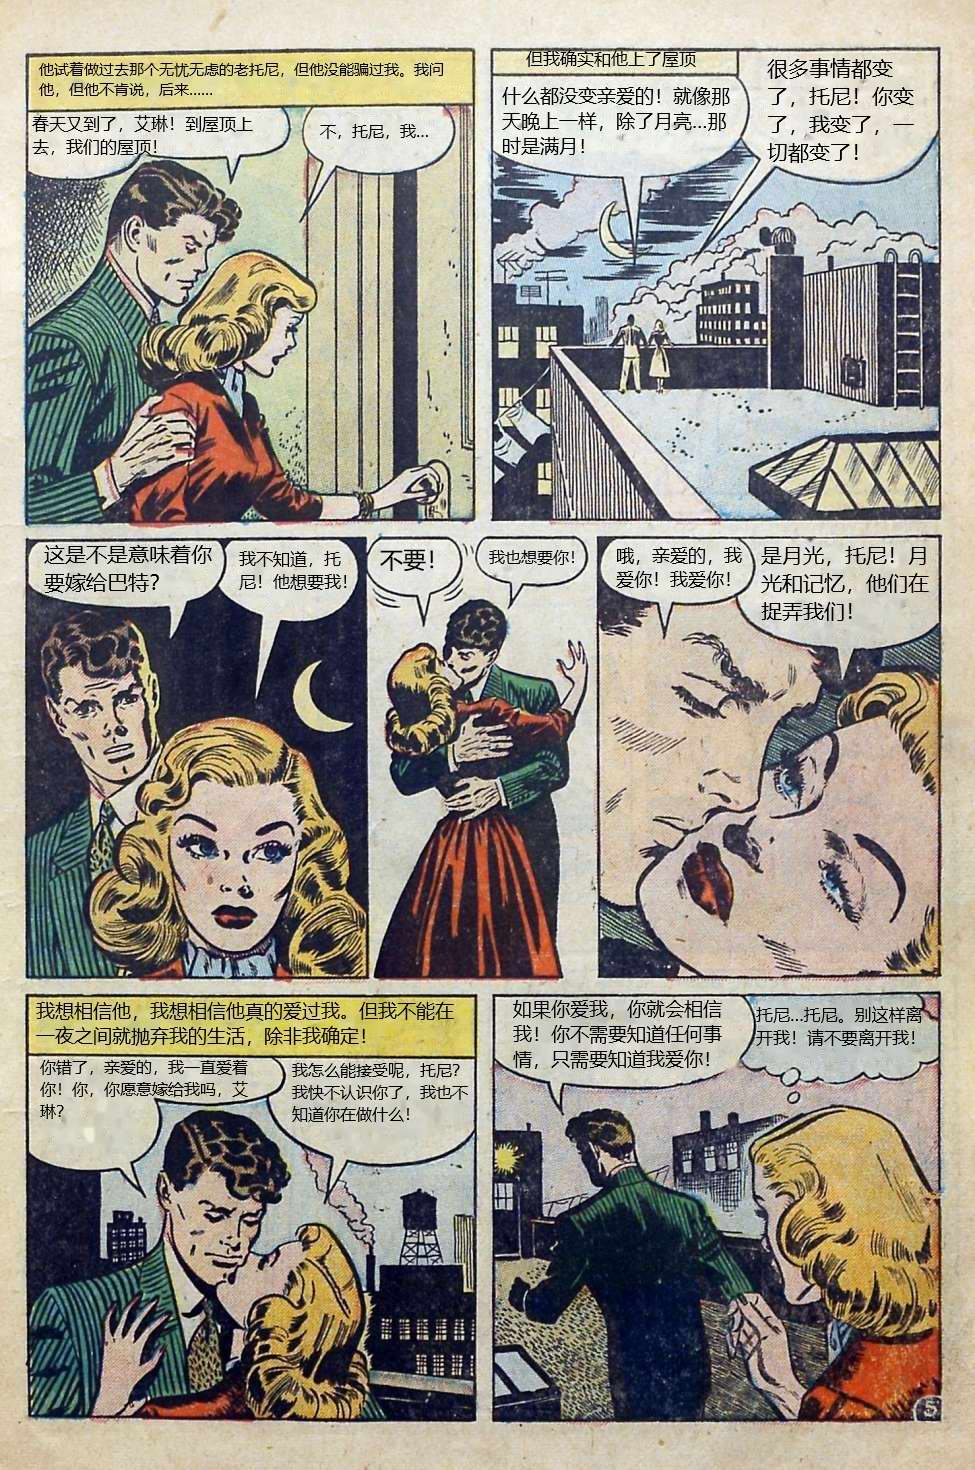 他试着做过去那个无忧无虑的老托尼，但他没能骗过我。我问
他，但他不肯说，后来......
春天又到了，艾琳！到屋顶上
去，我们的屋顶！
不，托尼，我...
但我确实和他上了屋顶
什么都没变亲爱的！就像那
天晚上一样，除了月亮...那
时是满月！
很多事情都变
了，托尼！你变
了，我变了，一
切都变了！
这是不是意味着你
要嫁给巴特？
我不知道，托
尼！他想要我！
不要！
我也想要你！
哦，亲爱的，我
爱你！我爱你！
是月光，托尼！月
光和记忆，他们在
捉弄我们！
我想相信他，我想相信他真的爱过我。但我不能在
一夜之间就抛弃我的生活，除非我确定！
你错了，亲爱的，我一直爱着
你！你，你愿意嫁给我吗，艾
琳？
我怎么能接受呢，托尼？
我快不认识你了，我也不
知道你在做什么！
如果你爱我，你就会相信
我！你不需要知道任何事
情，只需要知道我爱你！
托尼...托尼。别这样离
开我！请不要离开我！
5